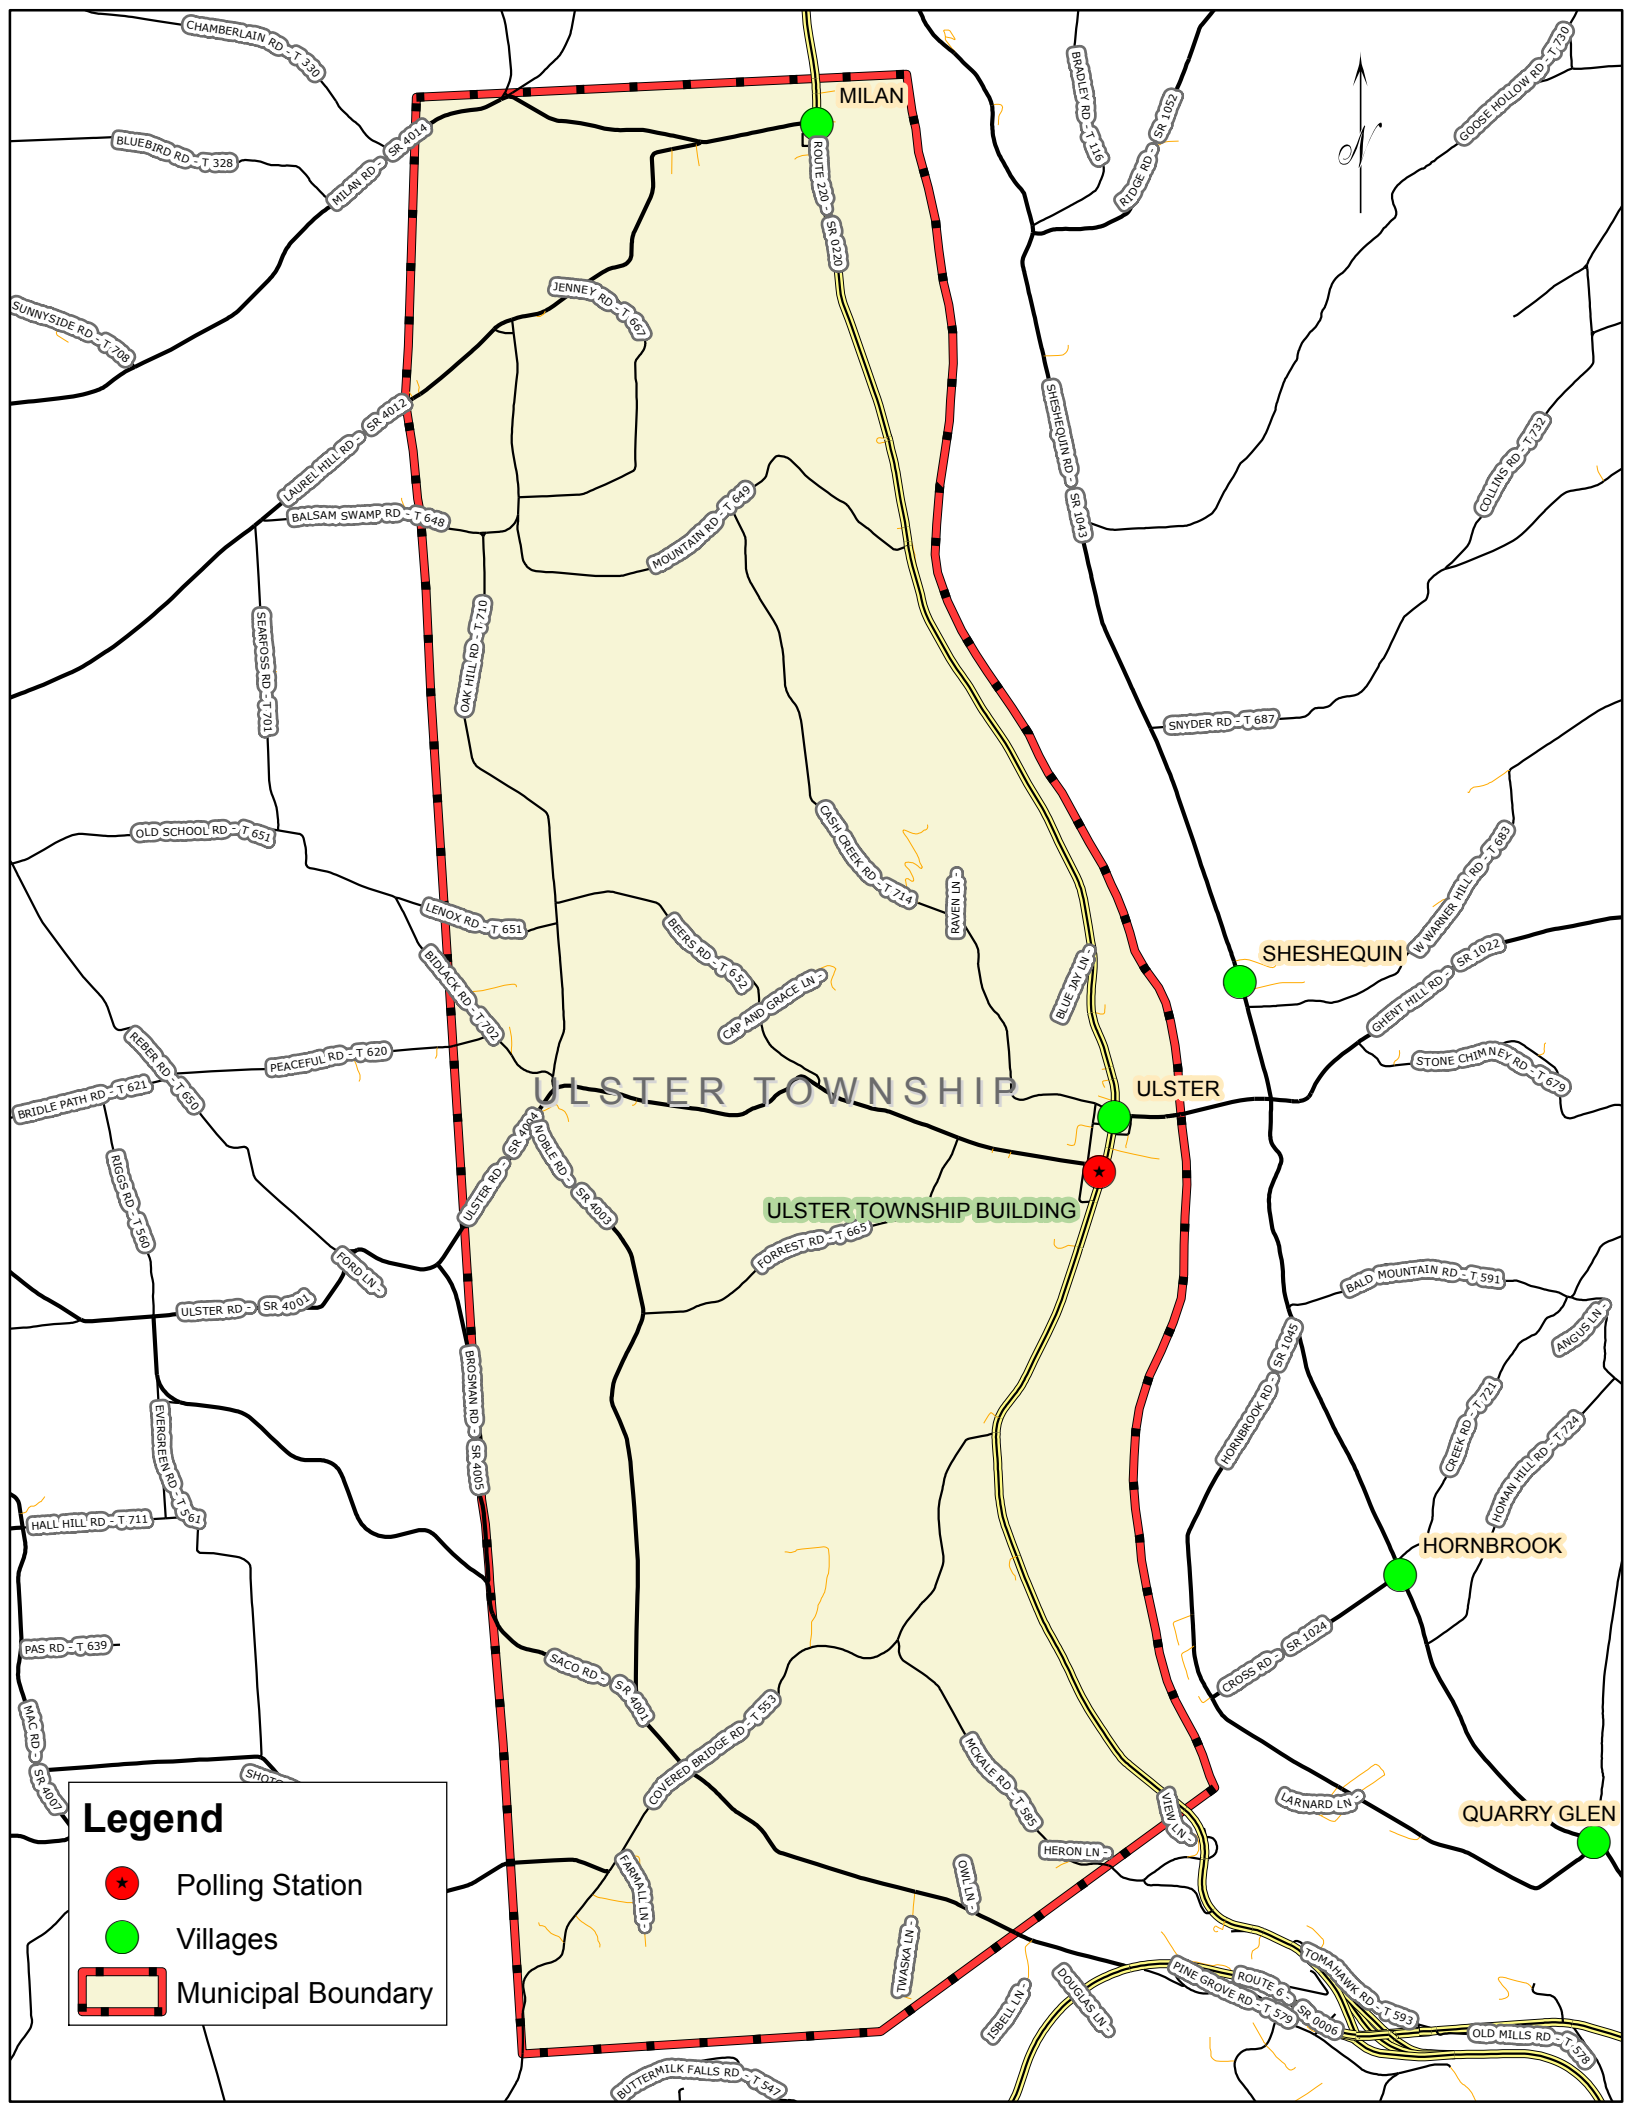 CHAMBERLAIN RD - T 330
MILAN
BRADLEY RD - T 116
RIDGE RD - SR 1052
GOOSE HOLLOW RD - T 730
N
BLUEBIRD RD - T 328
MILAN RD - SR 4014
ROUTE 220 - SR 0220
SUNNYSIDE RD - T 708
JENNEY RD - T 667
LAUREL HILL RD - SR 4012
SHESHEQUIN RD - SR 1043
COLLINS RD - T 732
BALSAM SWAMP RD - T 648
MOUNTAIN RD - T 649
SEARFOSS RD - T 701
OAK HILL RD - T 710
SNYDER RD - T 687
OLD SCHOOL RD - T 651
CASH CREEK RD - T 714
RAVEN LN -
W WARNER HILL RD - T 683
LENOX RD - T 651
BEERS RD - T 652
BIDLACK RD - T 702
CAP AND GRACE LN -
BLUE JAY LN -
SHESHEQUIN
GHENT HILL RD - SR 1022
REBER RD - T 650
PEACEFUL RD - T 620
STONE CHIMNEY RD - T 679
BRIDLE PATH RD - T 621
ULSTER TOWNSHIP
ULSTER
RIGGS RD - T 560
ULSTER RD - SR 4004
NOBLE RD - SR 4003
ULSTER TOWNSHIP BUILDING
FORREST RD - T 665
FORD LN -
BALD MOUNTAIN RD - T 591
ULSTER RD - SR 4001
ANGUS LN -
HORNBROOK RD - SR 1045
BROSMAN RD - SR 4005
CREEK RD - T 721
HOMAN HILL RD - T 724
EVERGREEN RD - T 561
HALL HILL RD - T 711
HORNBROOK
PAS RD - T 639
CROSS RD - SR 1024
SACO RD - SR 4001
COVERED BRIDGE RD - T 553
MAC RD - SR 4007
MCKALE RD - T 585
VIEW LN -
LARNARD LN -
QUARRY GLEN
HERON LN -
FARMALL LN -
OWL LN -
TWASKA LN -
ISBELL LN -
DOUGLAS LN -
TOMAHAWK RD - T 593
ROUTE 6 - SR 0006
PINE GROVE RD - T 579
OLD MILLS RD - T 578
BUTTERMILK FALLS RD - T 547
Legend
Polling Station
Villages
Municipal Boundary